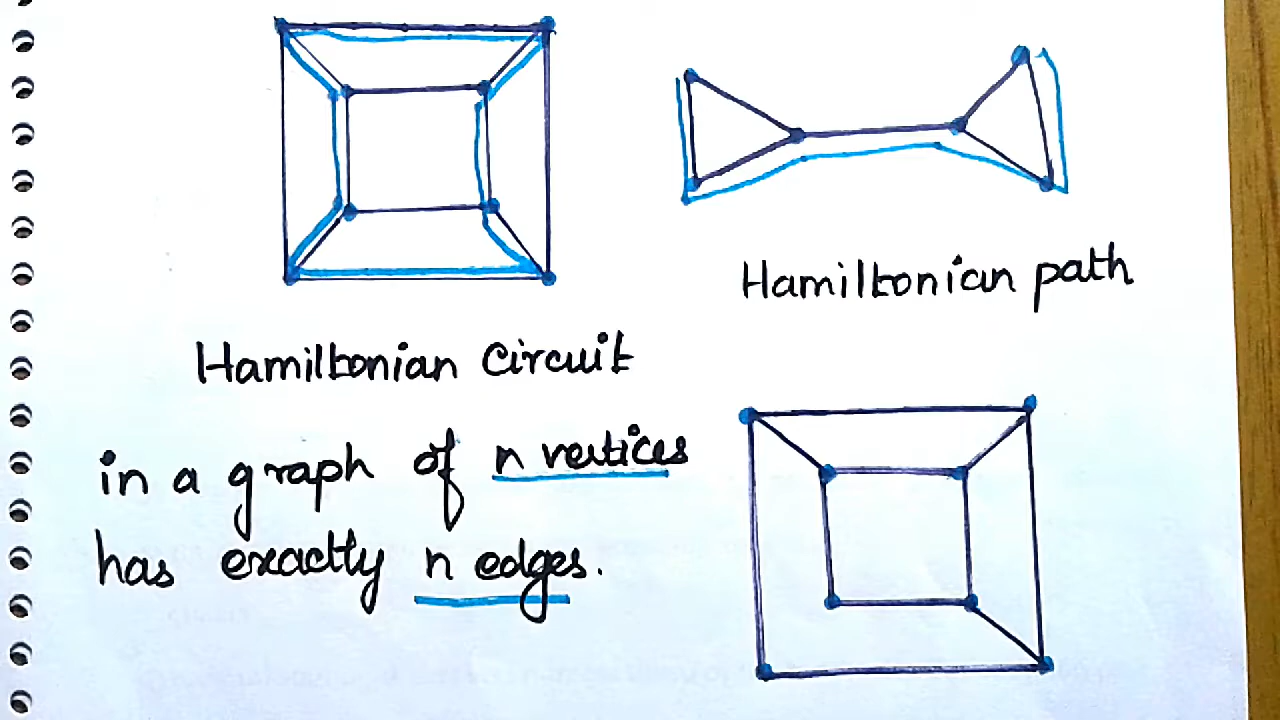 Hamiltonian path
Hamiltonian Circuit
in a graph of n vertices
has exactly n edges.